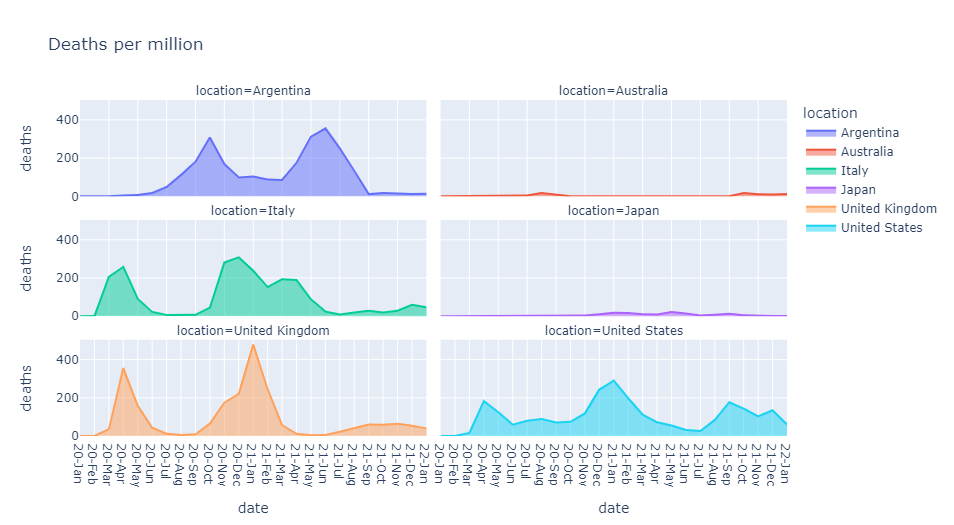 Deaths per million
location=Argentina
location=Australia
deaths
400
200
0
location
Argentina
Australia
Italy
Japan
United Kingdom
United States
location=Italy
location=Japan
deaths
400
200
0
location=United Kingdom
location=United States
deaths
400
200
0
20-Jan
20-Feb
20-Mar
20-Apr
20-May
20-Jun
20-Jul
20-Aug
20-Sep
20-Oct
20-Nov
20-Dec
21-Jan
21-Feb
21-Mar
21-Apr
21-May
21-Jun
21-Jul
21-Aug
21-Sep
21-Oct
21-Nov
21-Dec
22-Jan
20-Jan
20-Feb
20-Mar
20-Apr
20-May
20-Jun
20-Jul
20-Aug
20-Sep
20-Oct
20-Nov
20-Dec
21-Jan
21-Feb
21-Mar
21-Apr
21-May
21-Jun
21-Jul
21-Aug
21-Sep
21-Oct
21-Nov
21-Dec
22-Jan
date
date